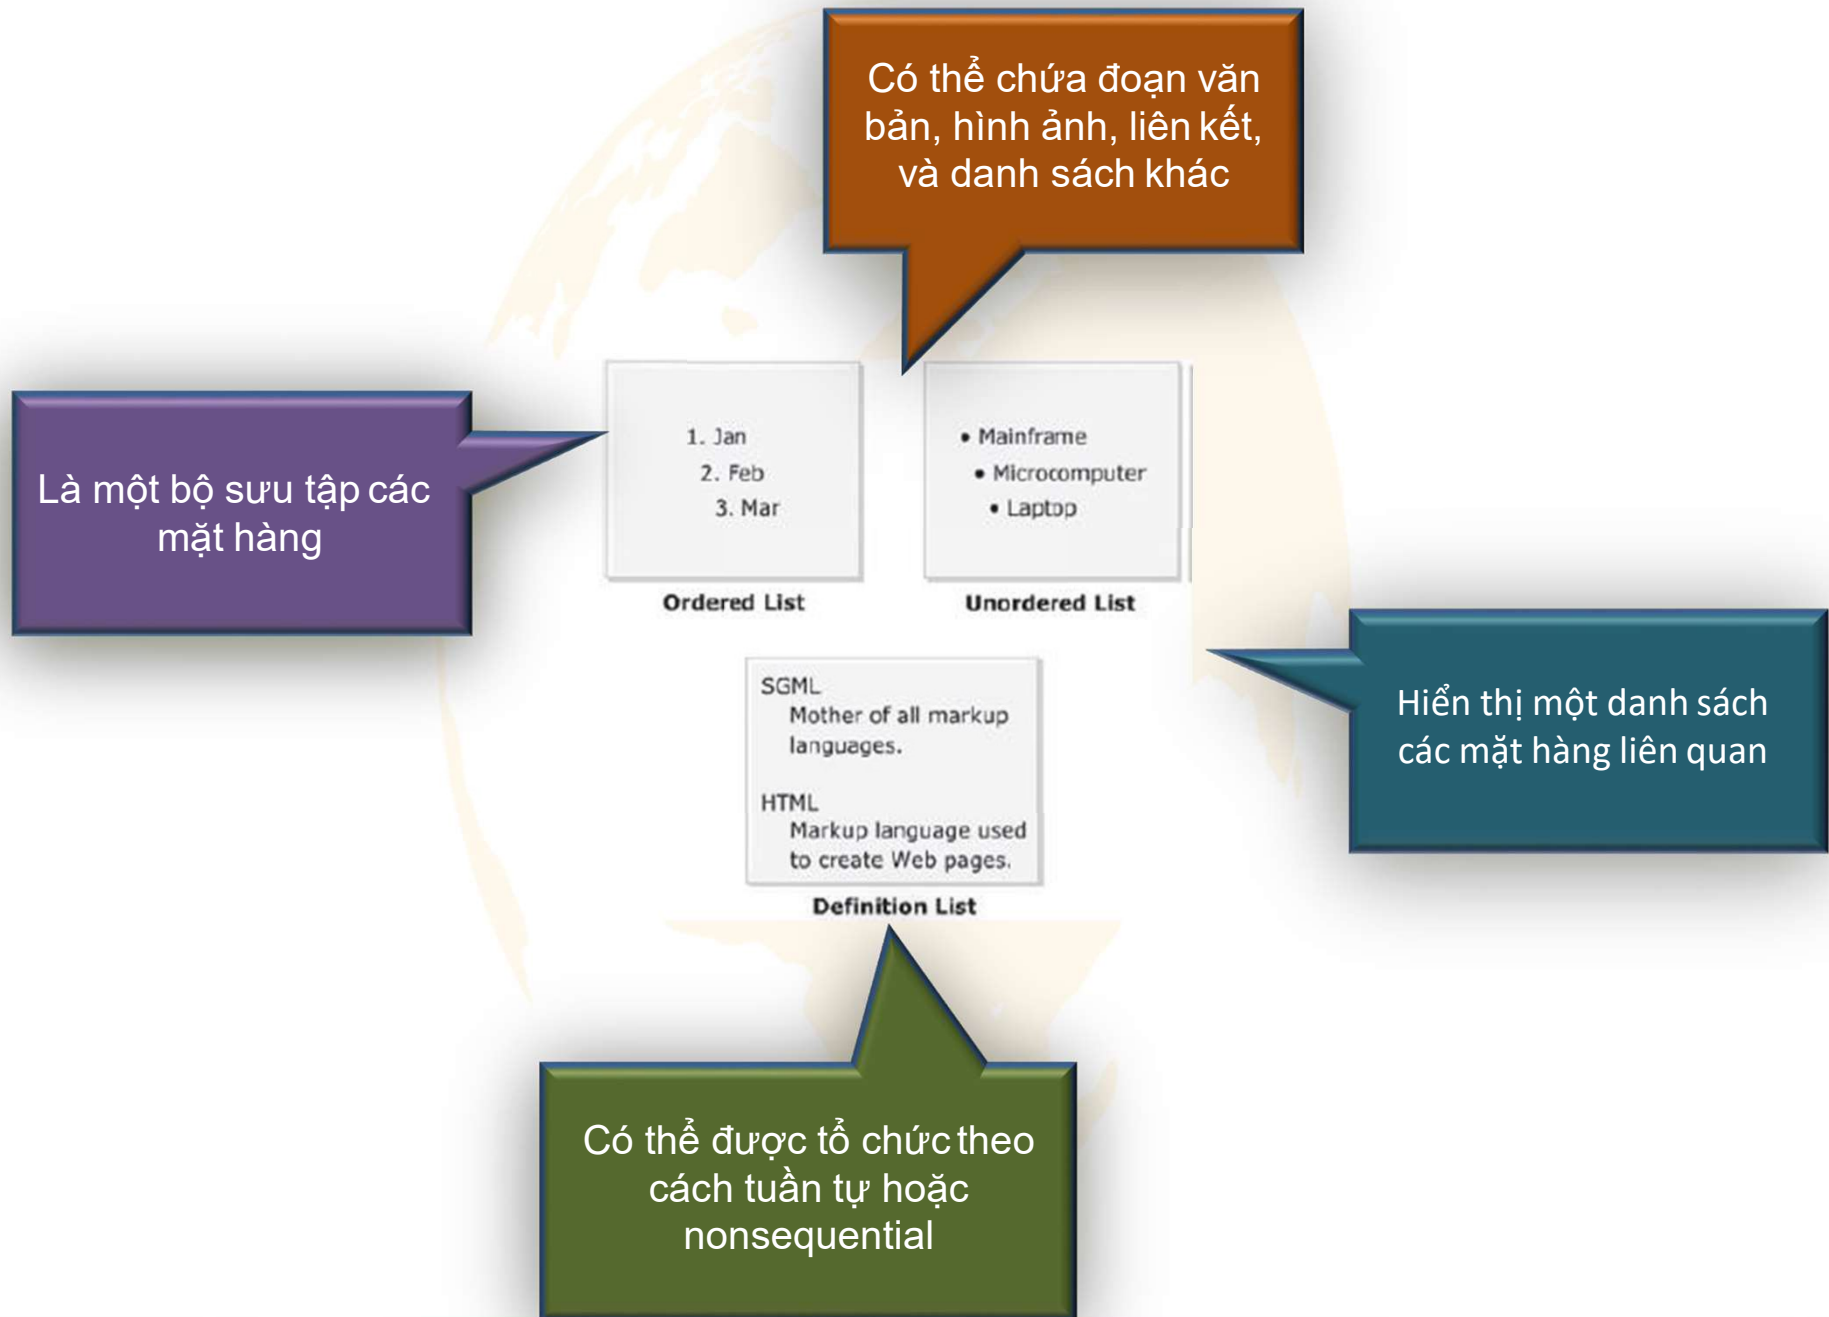 Có thể chứa đoạn văn
bản, hình ảnh, liên kết,
và danh sách khác
Là một bộ sưu tập các
mặt hàng
1. Jan
2. Feb
3. Mar
Ordered List
• Mainframe
• Microcomputer
• Laptop
Unordered List
Hiển thị một danh sách
các mặt hàng liên quan
SGML
Mother of all markup
languages.
HTML
Markup language used
to create Web pages.
Definition List
Có thể được tổ chức theo
cách tuần tự hoặc
nonsequential